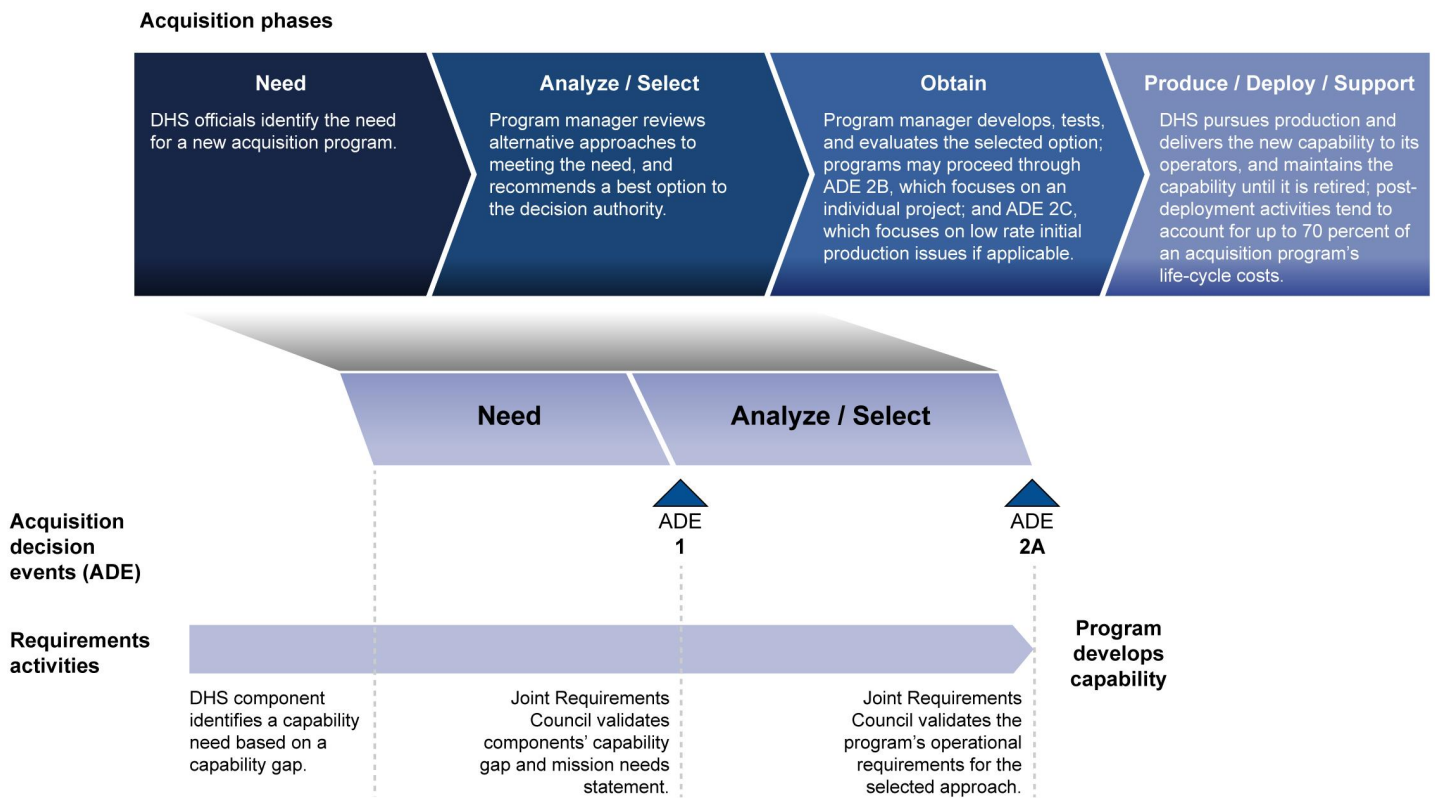 Acquisition phases
Need
DHS officials identify the need
for a new acquisition program.
Analyze / Select
Program manager reviews
alternative approaches to
meeting the need, and
recommends a best option to
the decision authority.
Obtain
Program manager develops, tests,
and evaluates the selected option;
programs may proceed through
ADE 2B, which focuses on an
individual project; and ADE 2C,
which focuses on low rate initial
production issues if applicable.
Produce / Deploy / Support
DHS pursues production and
delivers the new capability to its
operators, and maintains the
capability until it is retired; post-
deployment activities tend to
account for up to 70 percent of
an acquisition program’s
life-cycle costs.
Need
Analyze / Select
Acquisition
decision
events (ADE)
ADE
1
ADE
2A
Requirements
activities
Program
develops
capability
DHS component
identifies a capability
need based on a
capability gap.
Joint Requirements
Council validates
components’ capability
gap and mission needs
statement.
Joint Requirements
Council validates the
program’s operational
requirements for the
selected approach.